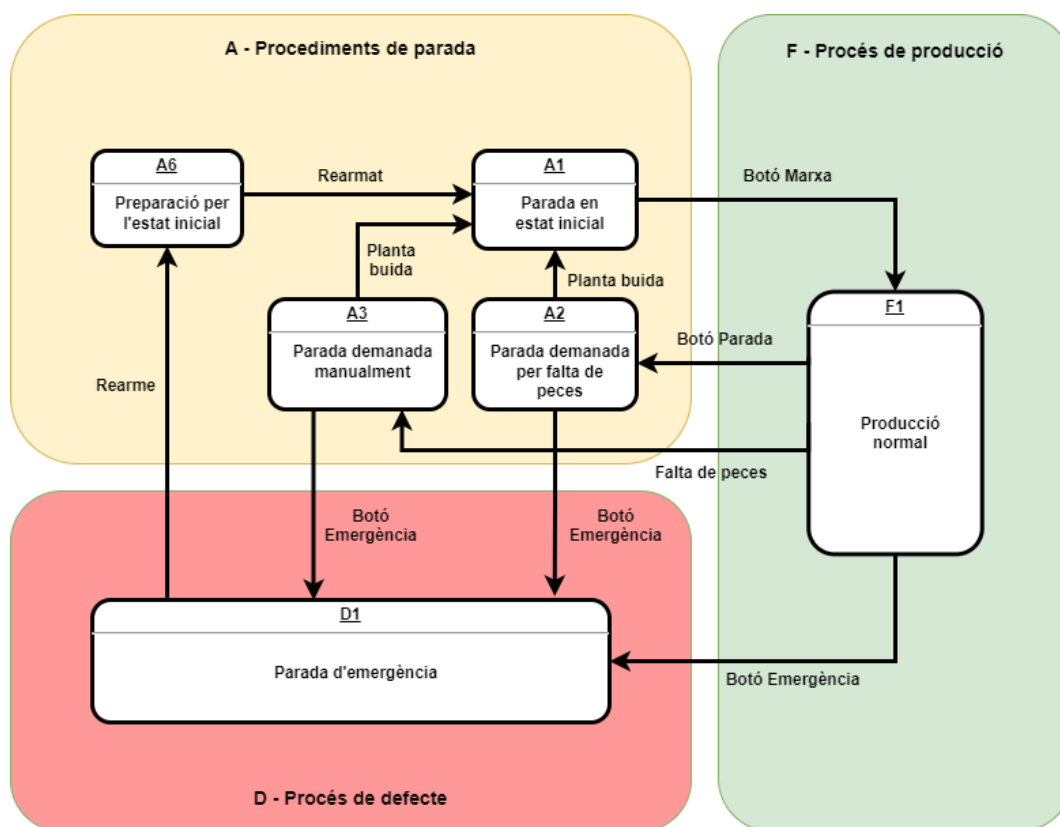 A - Procediments de parada
F - Procés de producció
A6
Preparació per
l'estat inicial
Rearmat
A1
Parada en
estat inicial
Botó Marxa
Planta
buida
Planta buida
A3
Parada demanada
manualment
A2
Parada demanada
per falta de
peces
Botó Parada
F1
Producció
normal
Rearme
Falta de peces
Botó
Emergència
Botó
Emergència
D1
Parada d'emergència
Botó Emergència
D - Procés de defecte